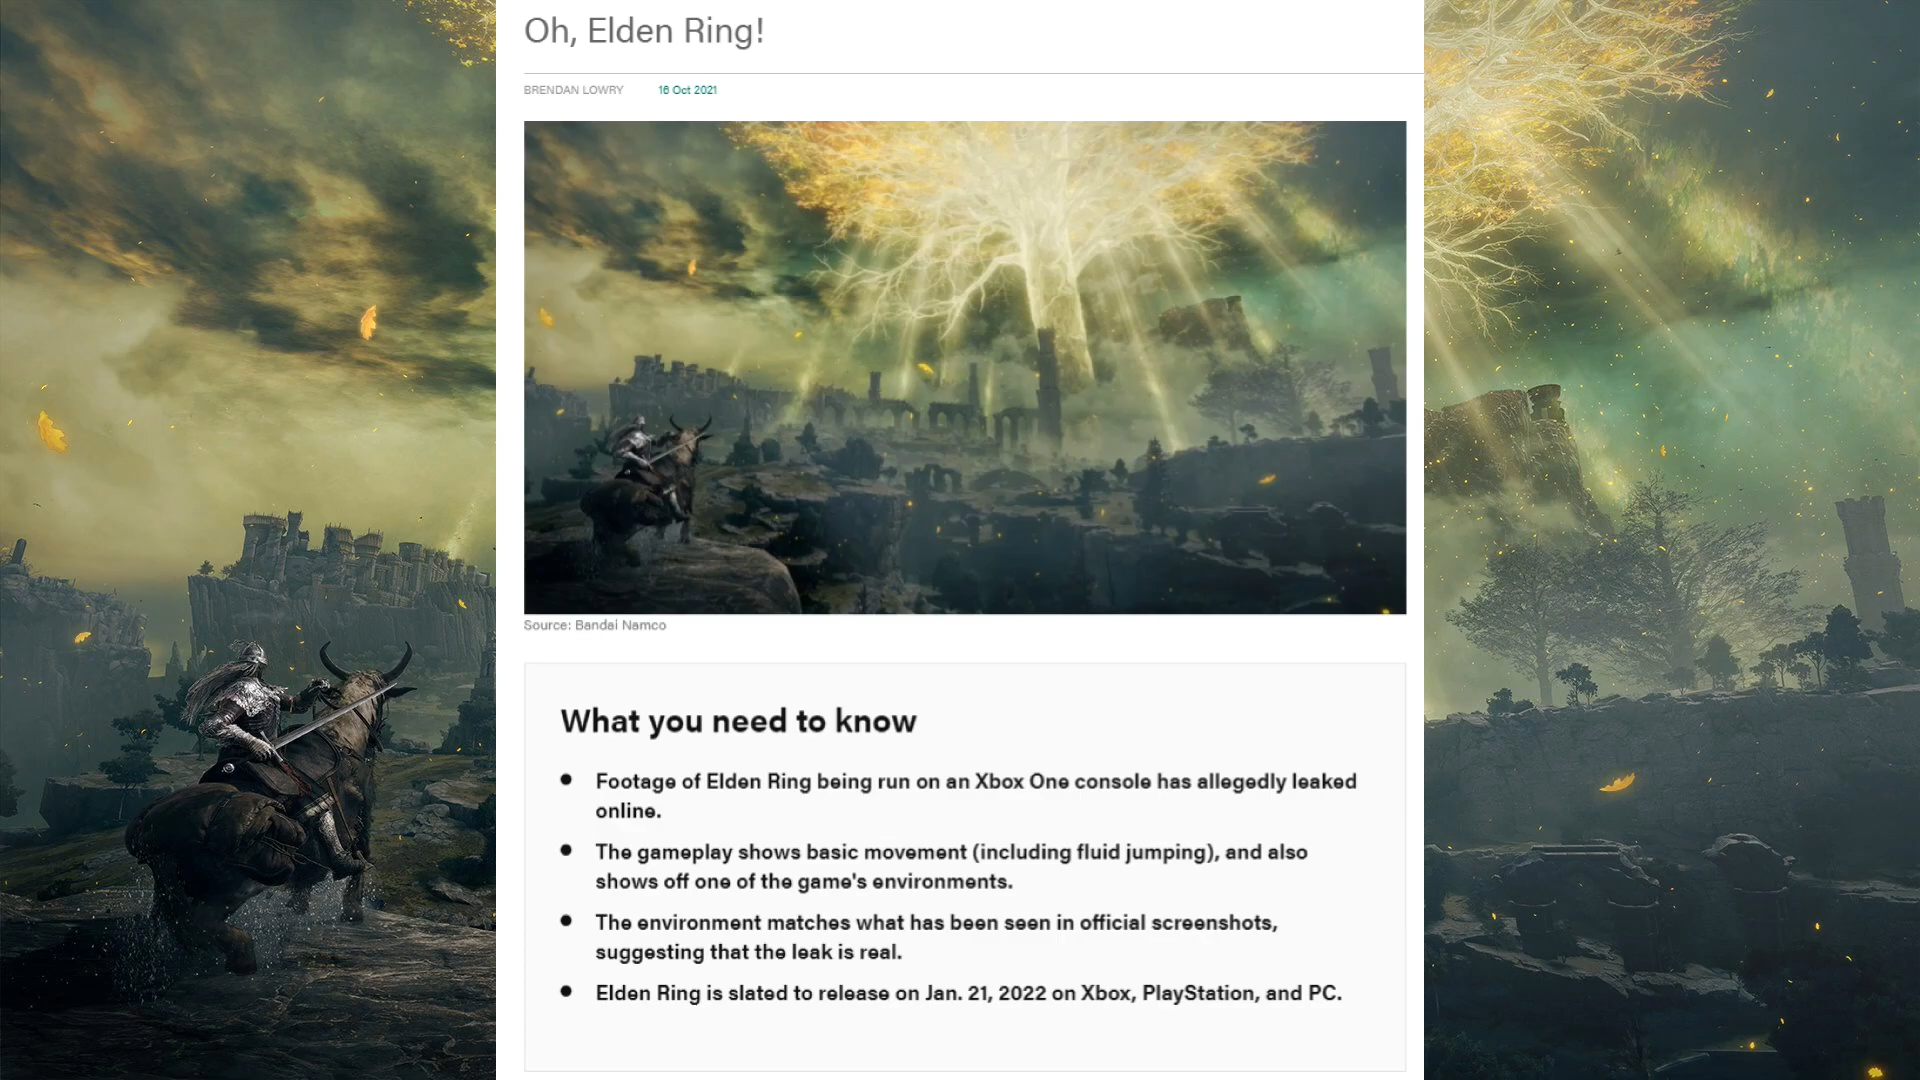 Oh, Elden Ring!
BRENDAN LOWRY 16 Oct 2021
Source: Bandai Namco
What you need to know
• Footage of Elden Ring being run on an Xbox One console has allegedly leaked
online.
• The gameplay shows basic movement (including fluid jumping), and also
shows off one of the game's environments.
• The environment matches what has been seen in official screenshots,
suggesting that the leak is real.
• Elden Ring is slated to release on Jan. 21, 2022 on Xbox, PlayStation, and PC.